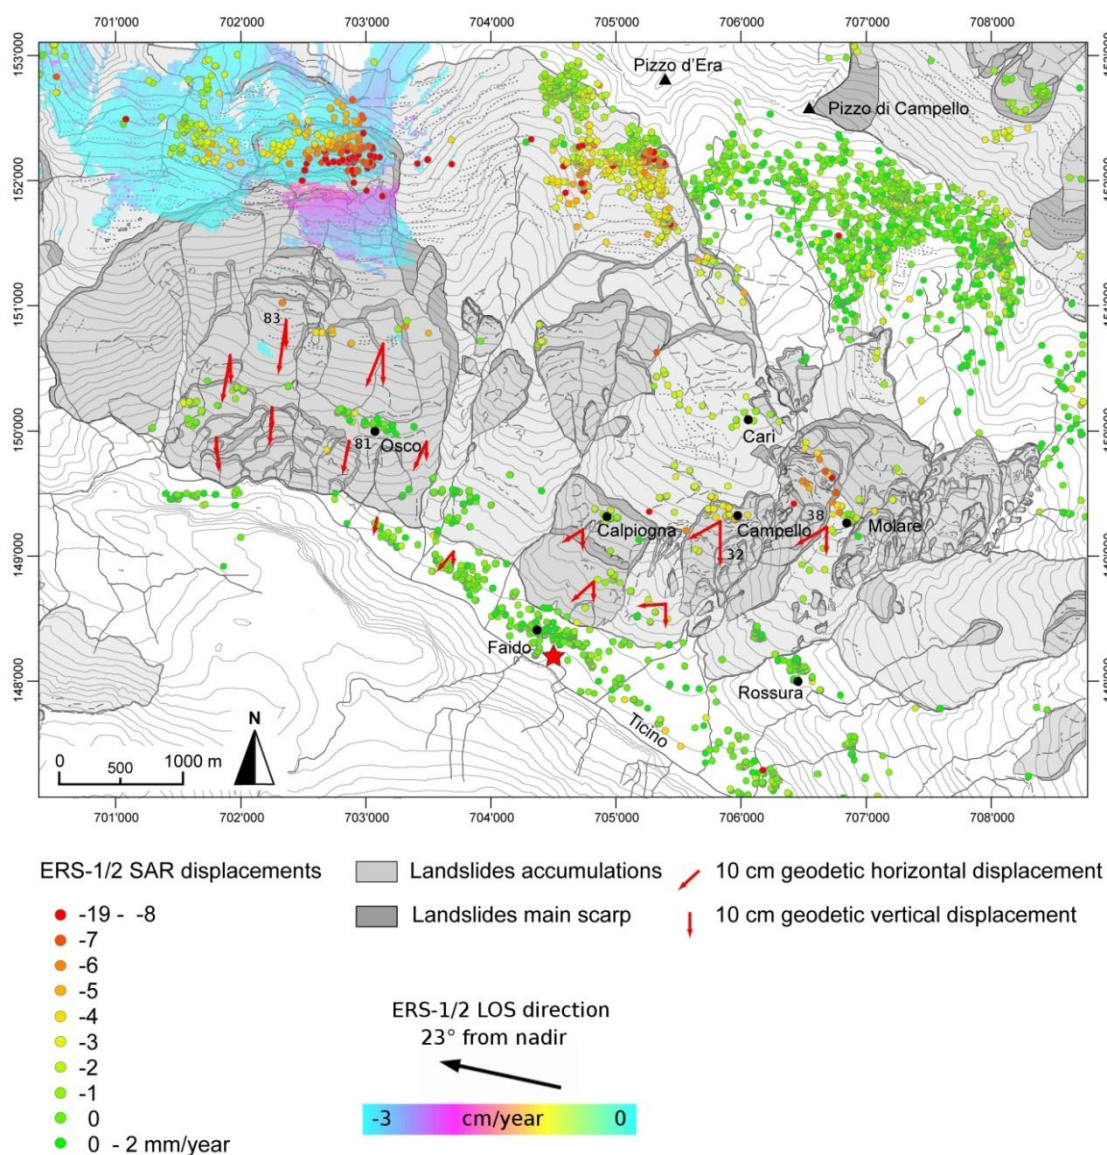 701'000 702'000 703'000 704'000 705'000 706'000 707'000 708'000
153'000
Pizzo d'Era
Pizzo di Campello
152'000
151'000
83
150'000
81
Osco
Cari
38
Calpiogna
Campello
Molare
32
149'000
Faido
148'000
Rossura
Ticino
N
0 500 1000 m
701'000 702'000 703'000 704'000 705'000 706'000 707'000 708'000
ERS-1/2 SAR displacements
-19 - -8
-7
-6
-5
-4
-3
-2
-1
0
0 - 2 mm/year
Landslides accumulations
Landslides main scarp
10 cm geodetic horizontal displacement
10 cm geodetic vertical displacement
ERS-1/2 LOS direction
23° from nadir
-3 cm/year 0